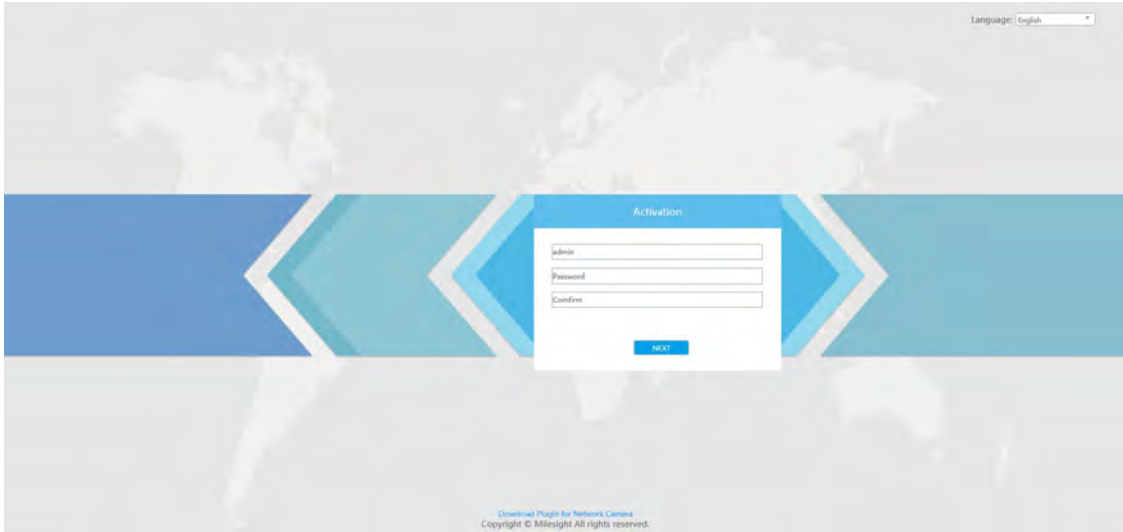 Language: English
Activation
admin
Password
Comfirm
NEXT
Download Plugin for Network Camera
Copyright © Milesight All rights reserved.